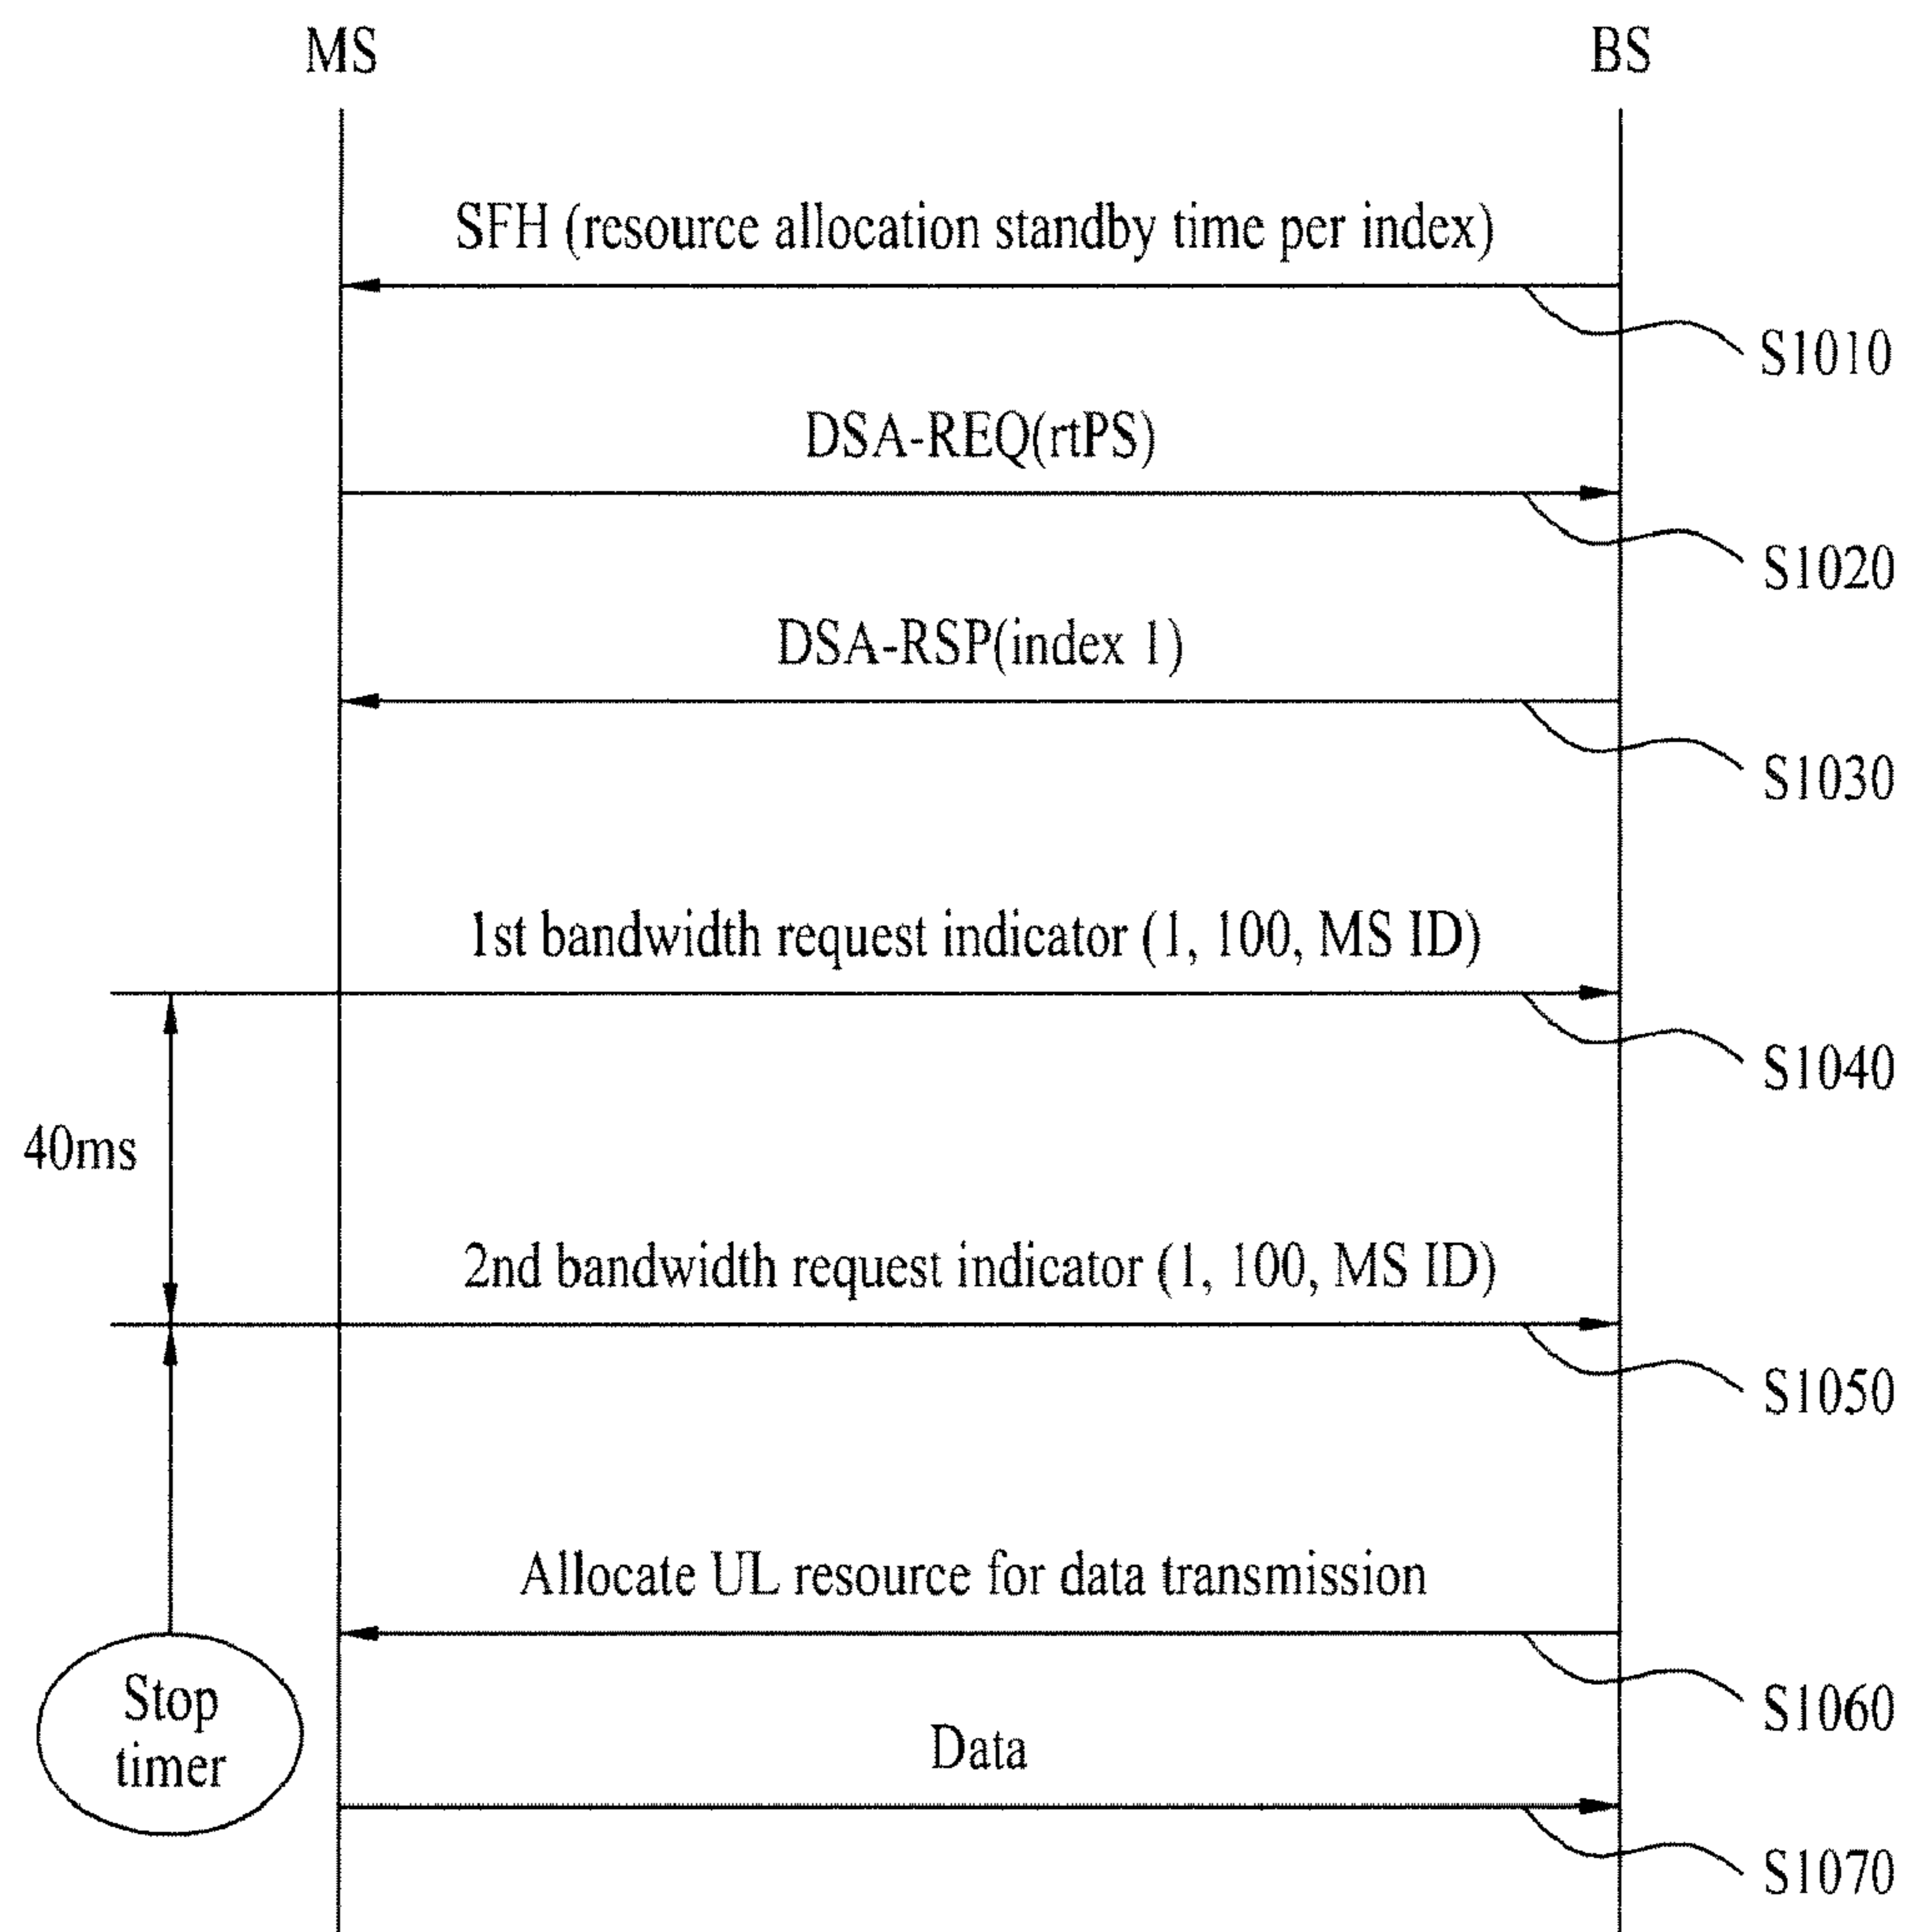 MS
BS
SFH (resource allocation standby time per index)
S1010
DSA-REQ(rtPS)
S1020
DSA-RSP(index 1)
S1030
1st bandwidth request indicator (1, 100, MS ID)
S1040
40ms
2nd bandwidth request indicator (1, 100, MS ID)
S1050
Allocate UL resource for data transmission
S1060
Stop
timer
Data
S1070